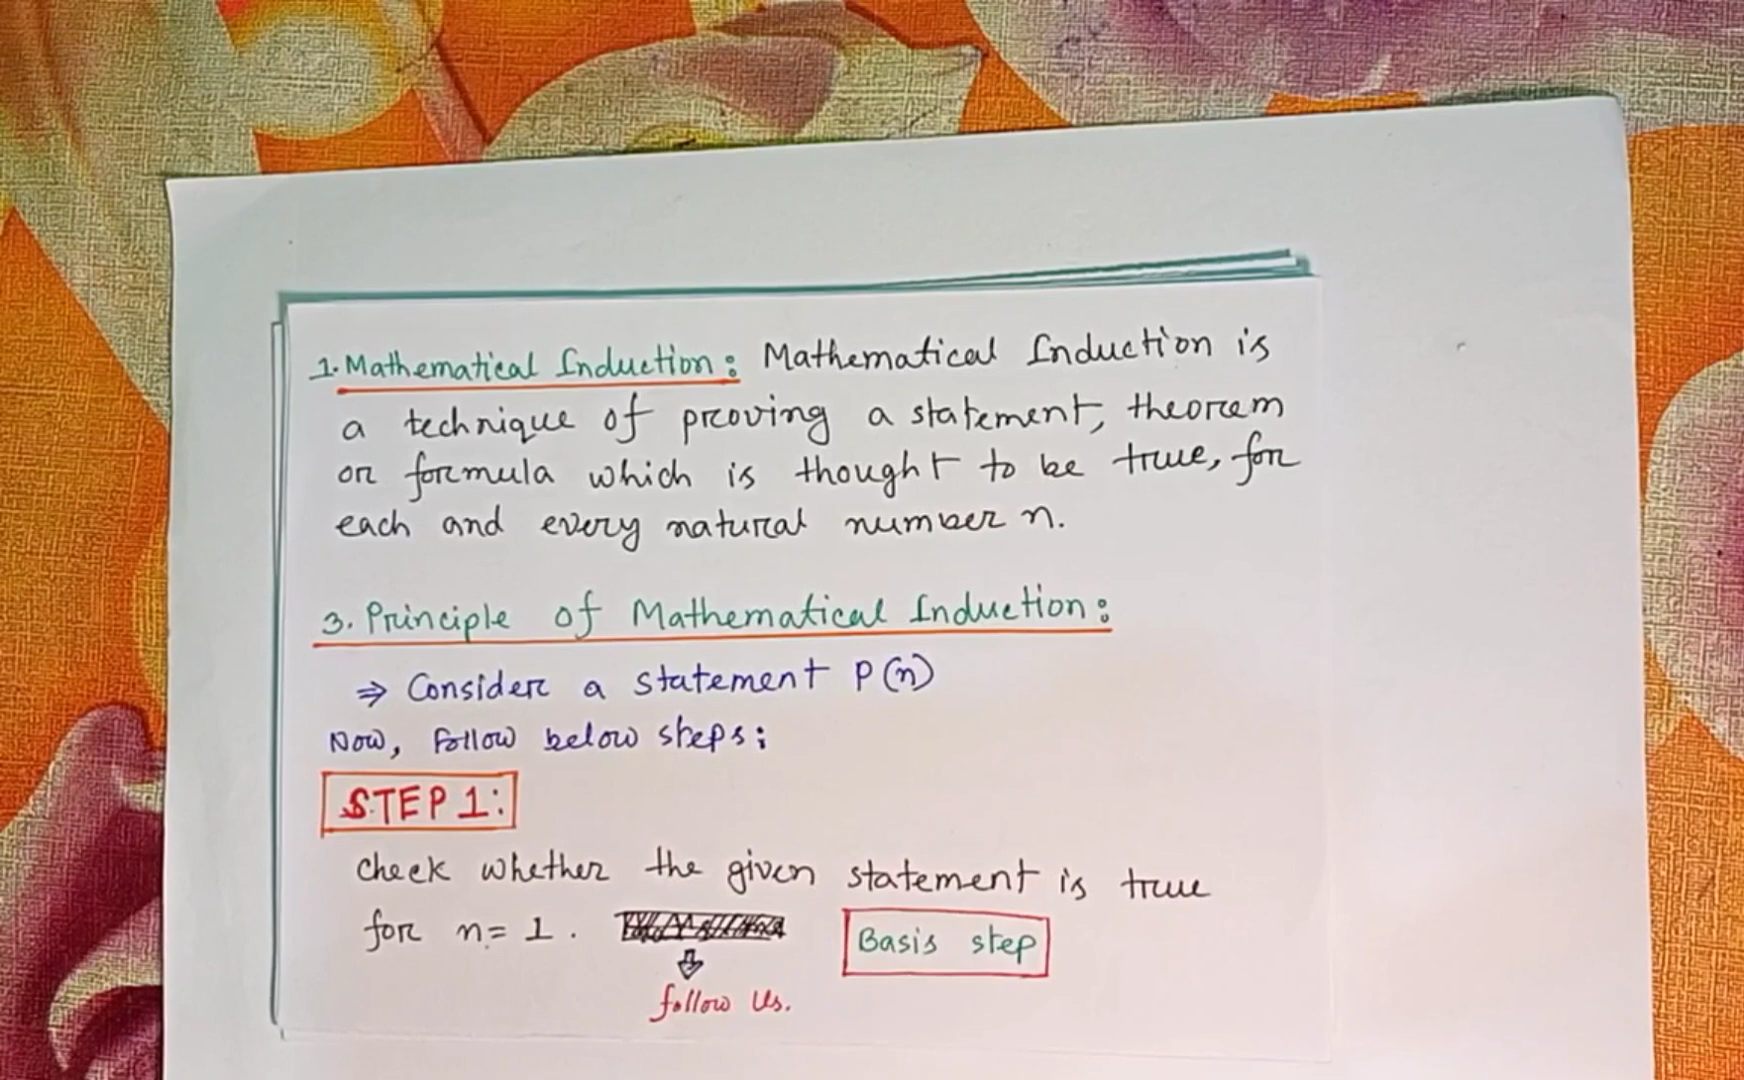 1. Mathematical Induction: Mathematical Induction is
a technique of proving a statement, theorem
or formula which is thought to be true, for
each and every natural number n.
3. Principle of Mathematical Induction:
⇒ Consider a statement P(n)
Now, Follow below steps:
STEP 1:
check whether the given statement is true
for n = 1. Basis step
follow Us.